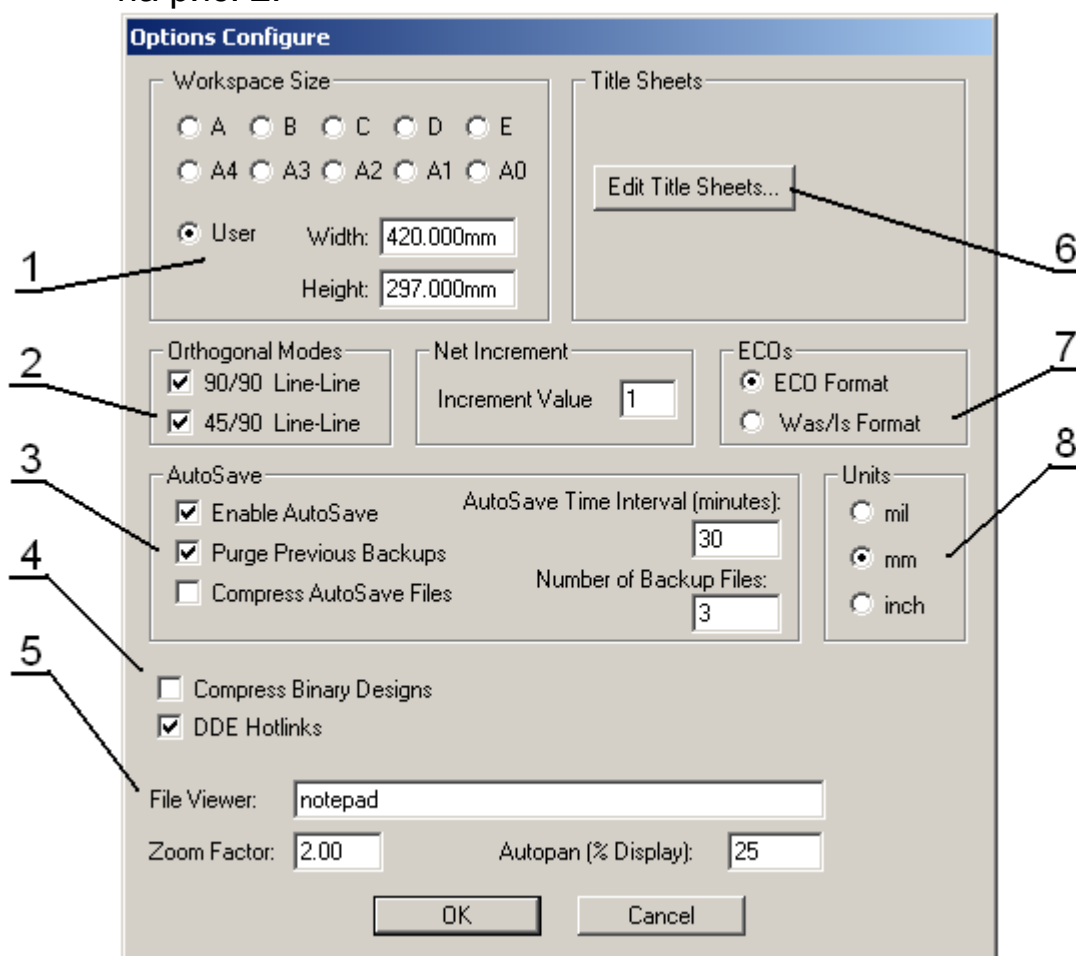 на рис. 2.
Options Configure
Workspace Size
Title Sheets
A B C D E
A4 A3 A2 A1 A0
Edit Title Sheets...
User Width: 420.000mm
Height: 297.000mm
1
6
Orthogonal Modes
Net Increment
ECOs
90/90 Line-Line
45/90 Line-Line
Increment Value 1
ECO Format
Was/Is Format
2
7
AutoSave
Units
Enable AutoSave
Purge Previous Backups
Compress AutoSave Files
AutoSave Time Interval (minutes):
30
Number of Backup Files:
3
mil
mm
inch
3
8
4
Compress Binary Designs
DDE Hotlinks
5
File Viewer: notepad
Zoom Factor: 2.00 Autopan (% Display): 25
OK Cancel